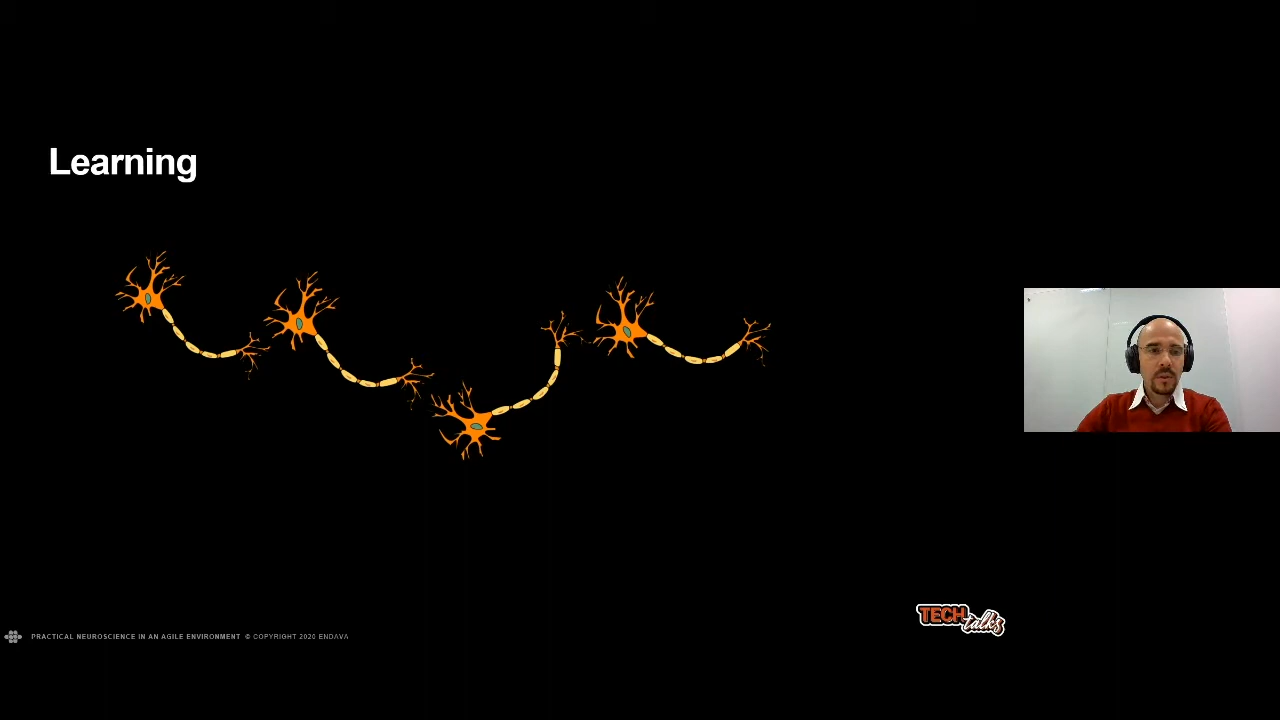 Learning
PRACTICAL NEUROSCIENCE IN AN AGILE ENVIRONMENT © COPYRIGHT 2020 ENDAVA
TECH
talks